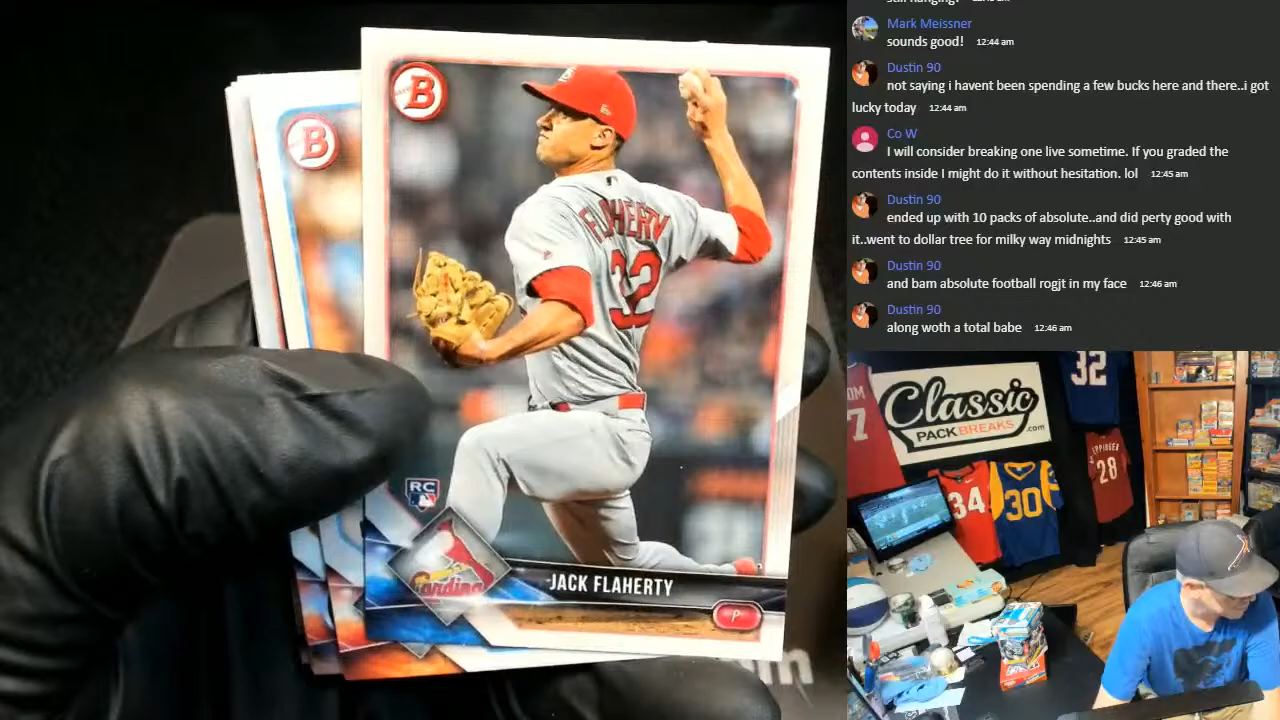 B
B
FLAHERTY
32
RC
Cardinals
JACK FLAHERTY
P
Mark Meissner
sounds good! 12:44 am
Dustin 90
not saying i havent been spending a few bucks here and there..i got
lucky today 12:44 am
Co W
I will consider breaking one live sometime. If you graded the
contents inside I might do it without hesitation. lol 12:45 am
Dustin 90
ended up with 10 packs of absolute..and did perty good with
it..went to dollar tree for milky way midnights 12:45 am
Dustin 90
and bam absolute football rogjt in my face 12:46 am
Dustin 90
along woth a total babe 12:46 am
32
7
Classic
PACKBREAKS.com
28
34
30